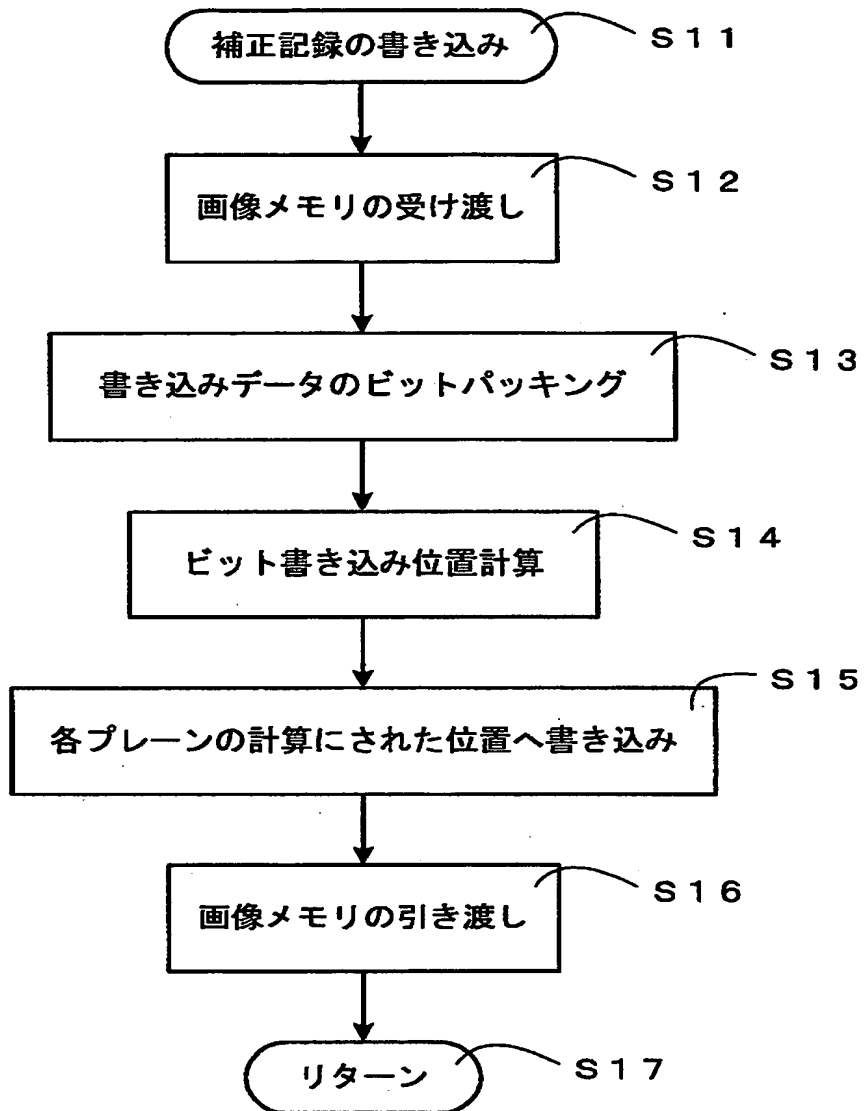 補正記録の書き込み
S11
画像メモリの受け渡し
S12
書き込みデータのビットパッキング
S13
ビット書き込み位置計算
S14
各プレーンの計算にされた位置へ書き込み
S15
画像メモリの引き渡し
S16
リターン
S17